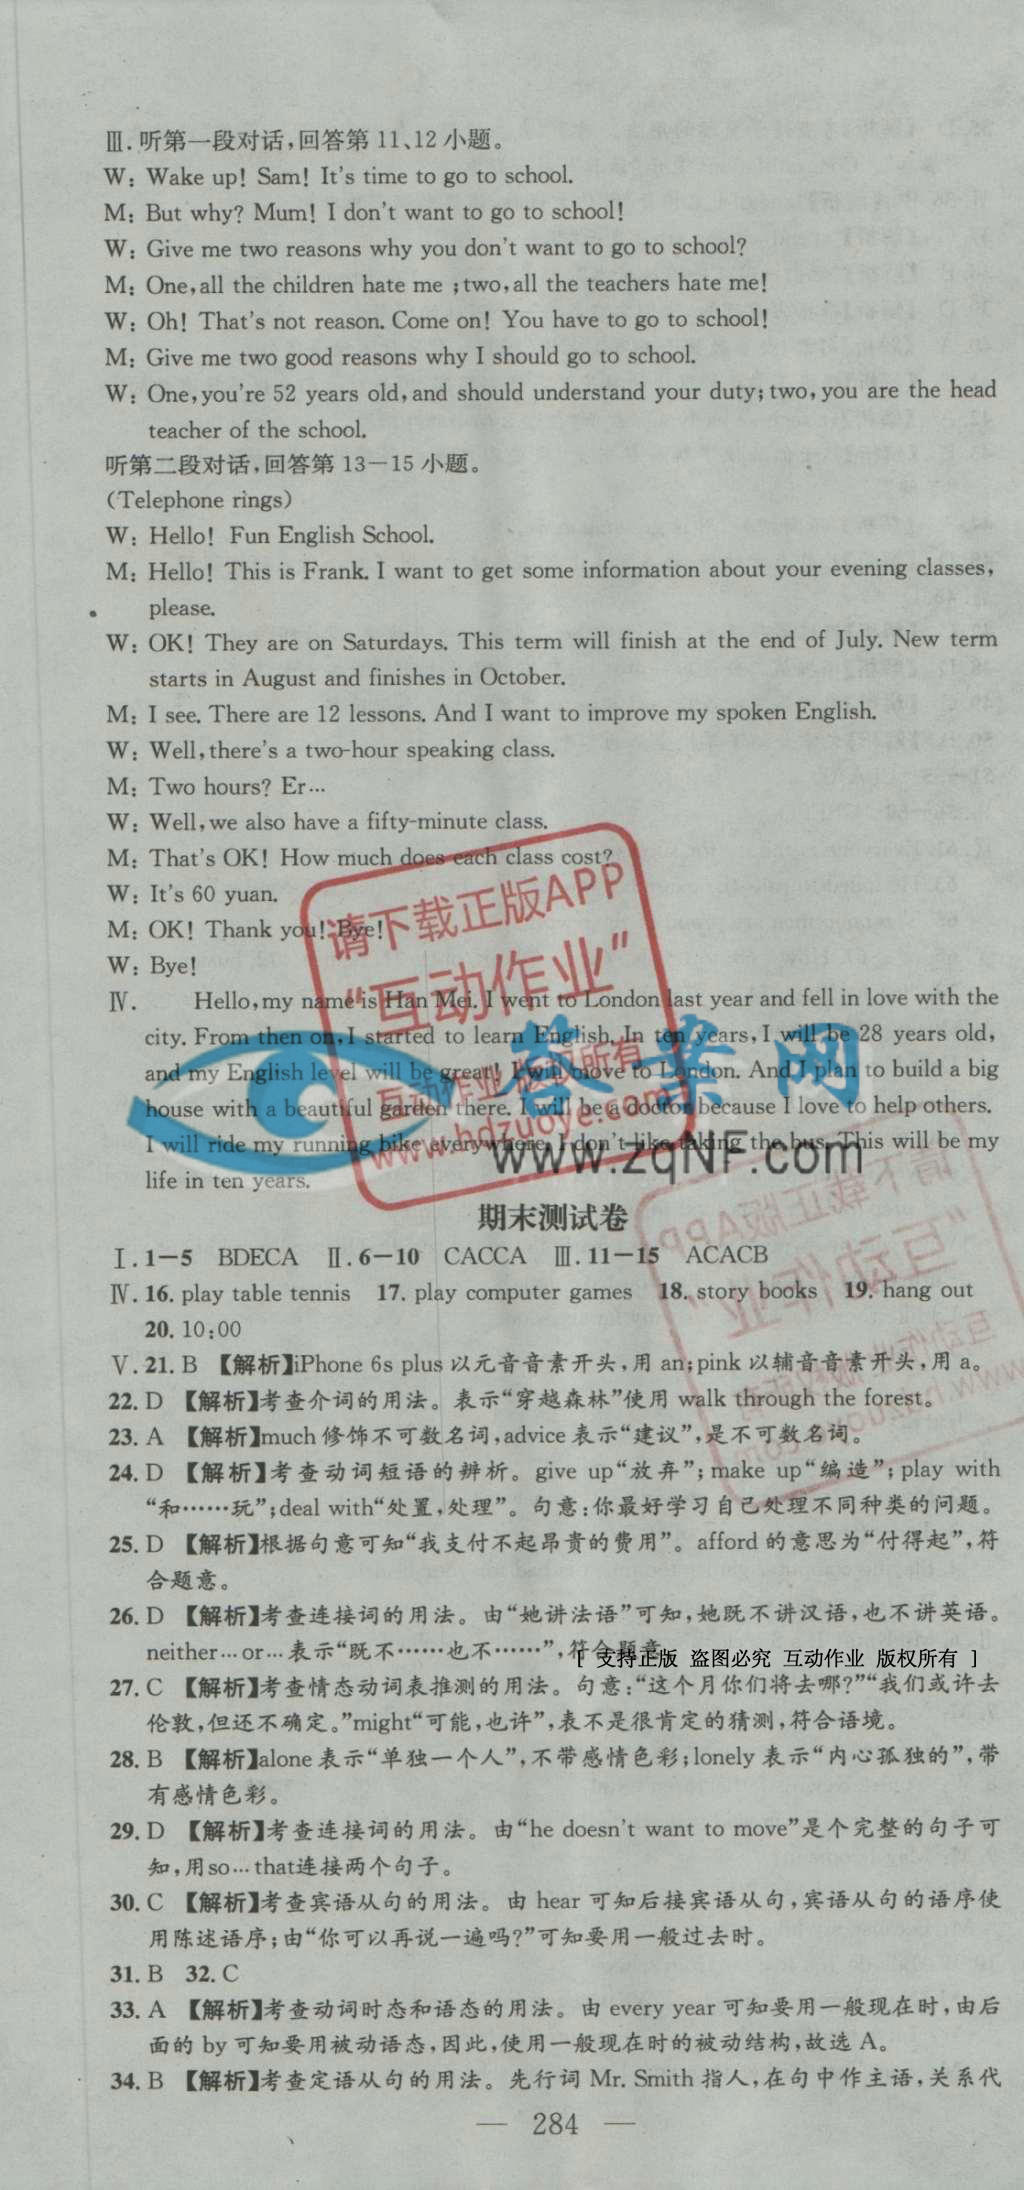 Ⅲ. 听第一段对话,回答第 11、12 小题。
W: Wake up! Sam! It's time to go to school.
M: But why? Mum! I don't want to go to school!
W: Give me two reasons why you don't want to go to school?
M: One,all the children hate me ;two,all the teachers hate me!
W: Oh! That's not reason. Come on! You have to go to school!
M: Give me two good reasons why I should go to school.
W: One,you're 52 years old,and should understand your duty;two,you are the head
teacher of the school.
听第二段对话,回答第 13-15 小题。
(Telephone rings)
W: Hello! Fun English School.
M: Hello! This is Frank. I want to get some information about your evening classes,
please.
W: OK! They are on Saturdays. This term will finish at the end of July. New term
starts in August and finishes in October.
M: I see. There are 12 lessons. And I want to improve my spoken English.
W: Well,there's a two-hour speaking class.
M: Two hours? Er…
W: Well,we also have a fifty-minute class.
M: That's OK! How much does each class cost?
W: It's 60 yuan.
M: OK! Thank you! Bye!
W: Bye!
Ⅳ. Hello,my name is Han Mei. I went to London last year and fell in love with the
city. From then on,I started to learn English. In ten years,I will be 28 years old,
and my English level will be great! I will move to London. And I plan to build a big
house with a beautiful garden there. I will be a doctor because I love to help others.
I will ride my running bike everywhere. I don't like taking the bus. This will be my
life in ten years.
请下载正版APP
“互动作业”
互动作业 版权所有
www.hdzuoye.com
答案网
www.zqNF.com
期末测试卷
Ⅰ. 1-5 BDECA Ⅱ. 6-10 CACCA Ⅲ. 11-15 ACACB
Ⅳ. 16. play table tennis 17. play computer games 18. story books 19. hang out
20. 10:00
Ⅴ. 21. B 【解析】iPhone 6s plus 以元音音素开头,用 an;pink 以辅音音素开头,用 a。
22. D 【解析】考查介词的用法。表示“穿越森林”使用 walk through the forest。
23. A 【解析】much 修饰不可数名词,advice 表示“建议”,是不可数名词。
24. D 【解析】考查动词短语的辨析。give up“放弃”;make up“编造”;play with
“和……玩”;deal with“处置,处理”。句意:你最好学习自己处理不同种类的问题。
25. D 【解析】根据句意可知“我支付不起昂贵的费用”。afford 的意思为“付得起”,符
合题意。
26. D 【解析】考查连接词的用法。由“她讲法语”可知,她既不讲汉语,也不讲英语。
neither…or…表示“既不……也不……”,符合题意。
[ 支持正版 盗图必究 互动作业 版权所有 ]
27. C 【解析】考查情态动词表推测的用法。句意:“这个月你们将去哪?”“我们或许去
伦敦,但还不确定。”might“可能,也许”,表不是很肯定的猜测,符合语境。
28. B 【解析】alone 表示“单独一个人”,不带感情色彩;lonely 表示“内心孤独的”,带
有感情色彩。
29. D 【解析】考查连接词的用法。由“he doesn't want to move”是个完整的句子可
知,用so…that连接两个句子。
30. C 【解析】考查宾语从句的用法。由 hear 可知后接宾语从句,宾语从句的语序使
用陈述语序;由“你可以再说一遍吗?”可知要用一般过去时。
31. B 32. C
33. A 【解析】考查动词时态和语态的用法。由 every year 可知要用一般现在时,由后
面的 by 可知要用被动语态,因此,使用一般现在时的被动结构,故选 A。
34. B 【解析】考查定语从句的用法。先行词 Mr. Smith 指人,在句中作主语,关系代
— 284 —